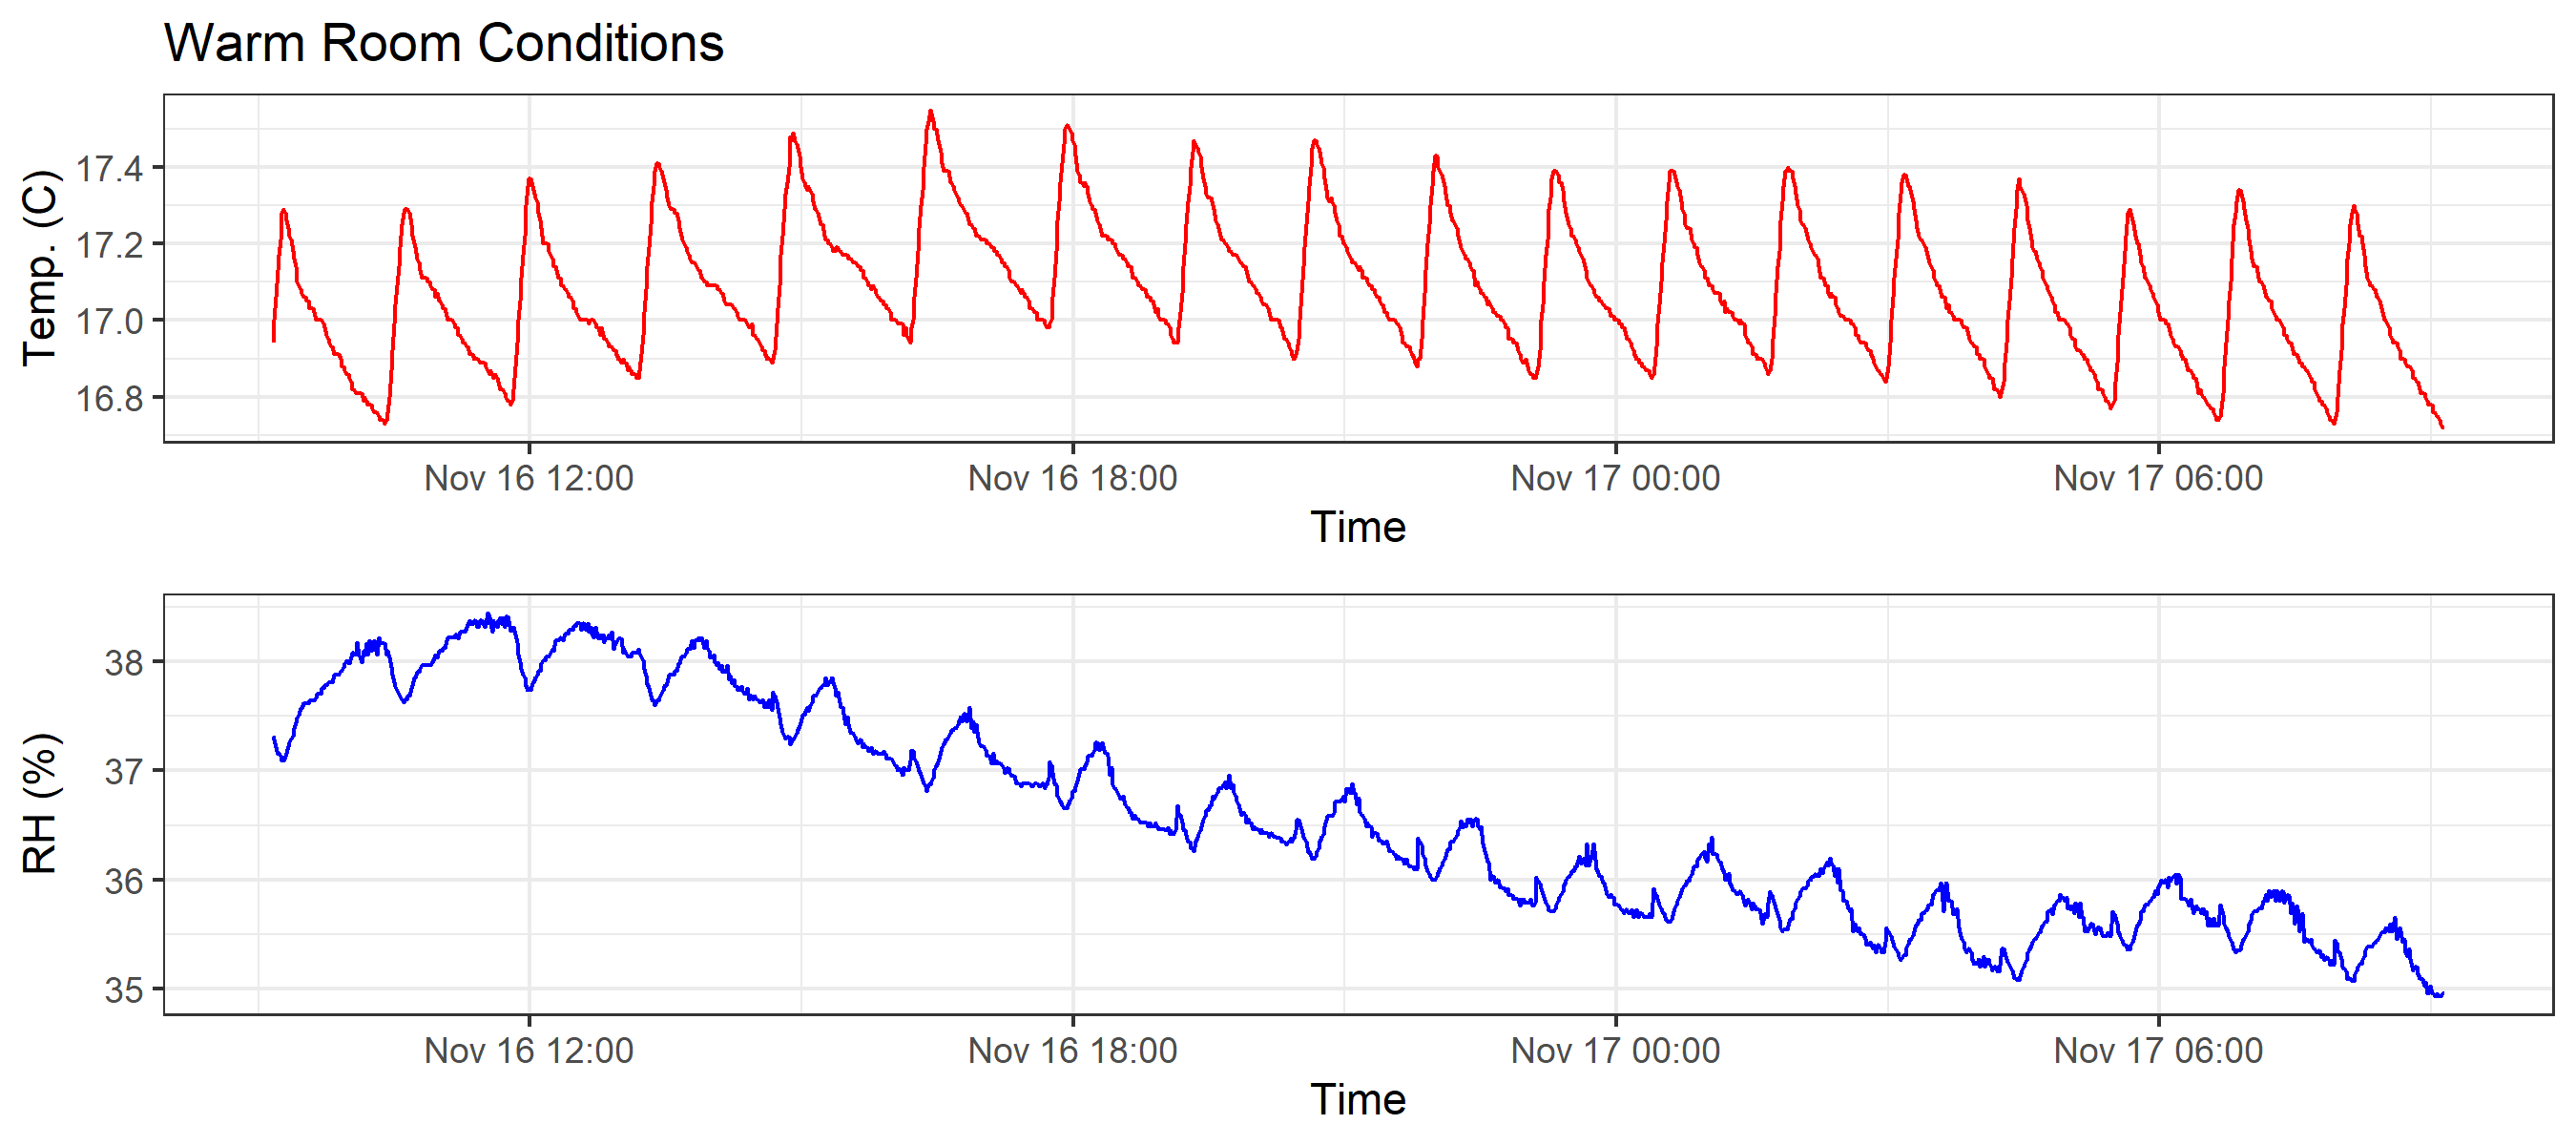 Warm Room Conditions
Temp. (C)
17.4
17.2
17.0
16.8
Nov 16 12:00 Nov 16 18:00 Nov 17 00:00 Nov 17 06:00
Time
RH (%)
38
37
36
35
Nov 16 12:00 Nov 16 18:00 Nov 17 00:00 Nov 17 06:00
Time